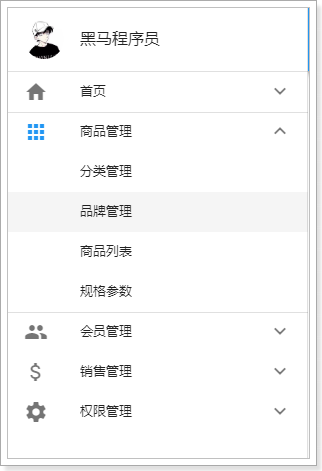 黑马程序员
首页
商品管理
分类管理
品牌管理
商品列表
规格参数
会员管理
销售管理
权限管理